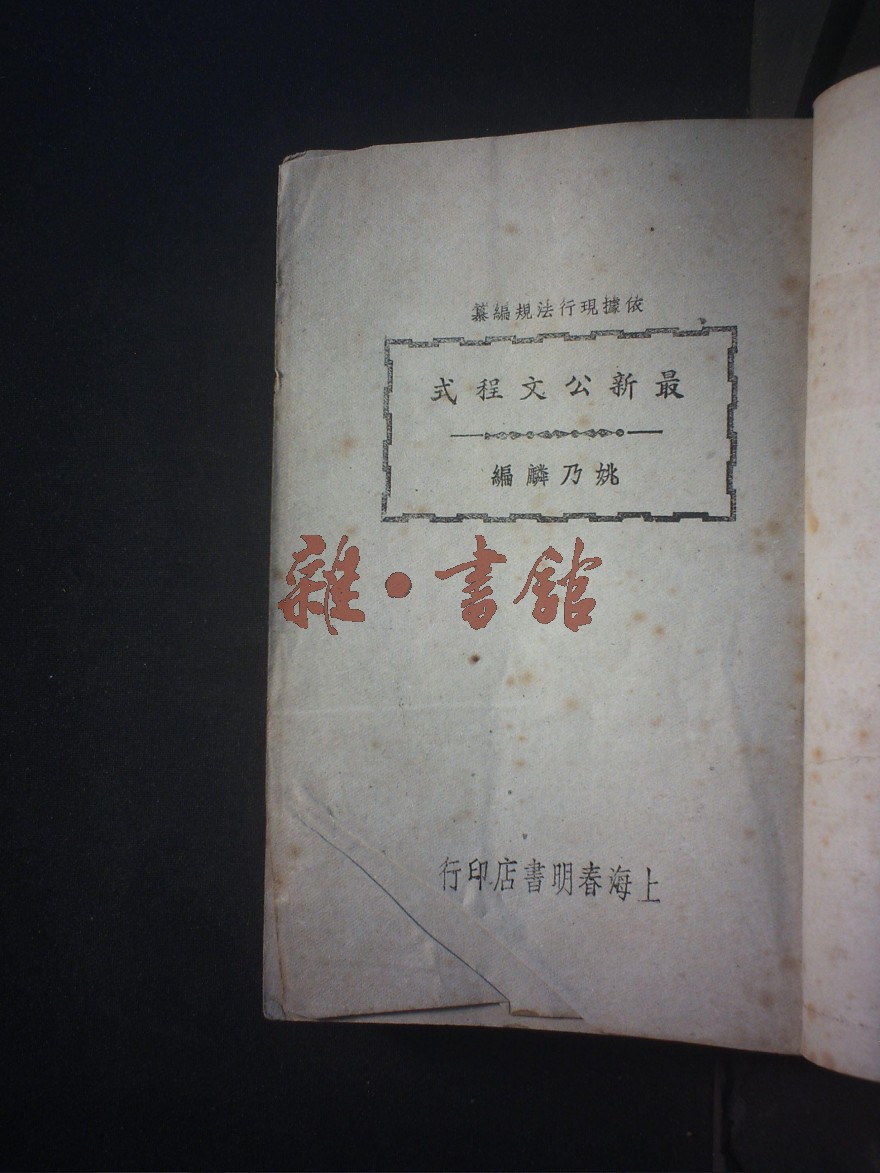 依據現行法規編纂
最新公文程式
姚乃麟編
雜·書館
上海春明書店印行